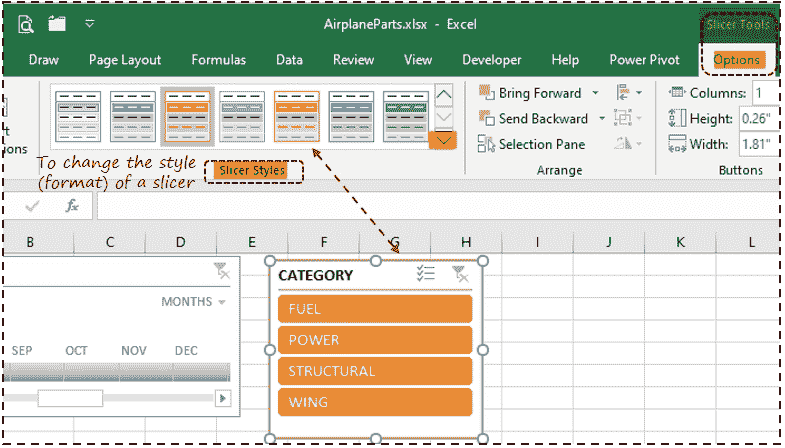 AirplaneParts.xlsx - Excel
Slicer Tools
Draw Page Layout Formulas Data Review View Developer Help Power Pivot Options
Bring Forward
Columns: 1
Send Backward
Height: 0.26"
ons
Selection Pane
Width: 1.81"
To change the style
(format) of a slicer
Slicer Styles
Arrange
Buttons
fx
B C D E F G H I J K L
MONTHS
SEP OCT NOV DEC
CATEGORY
FUEL
POWER
STRUCTURAL
WING